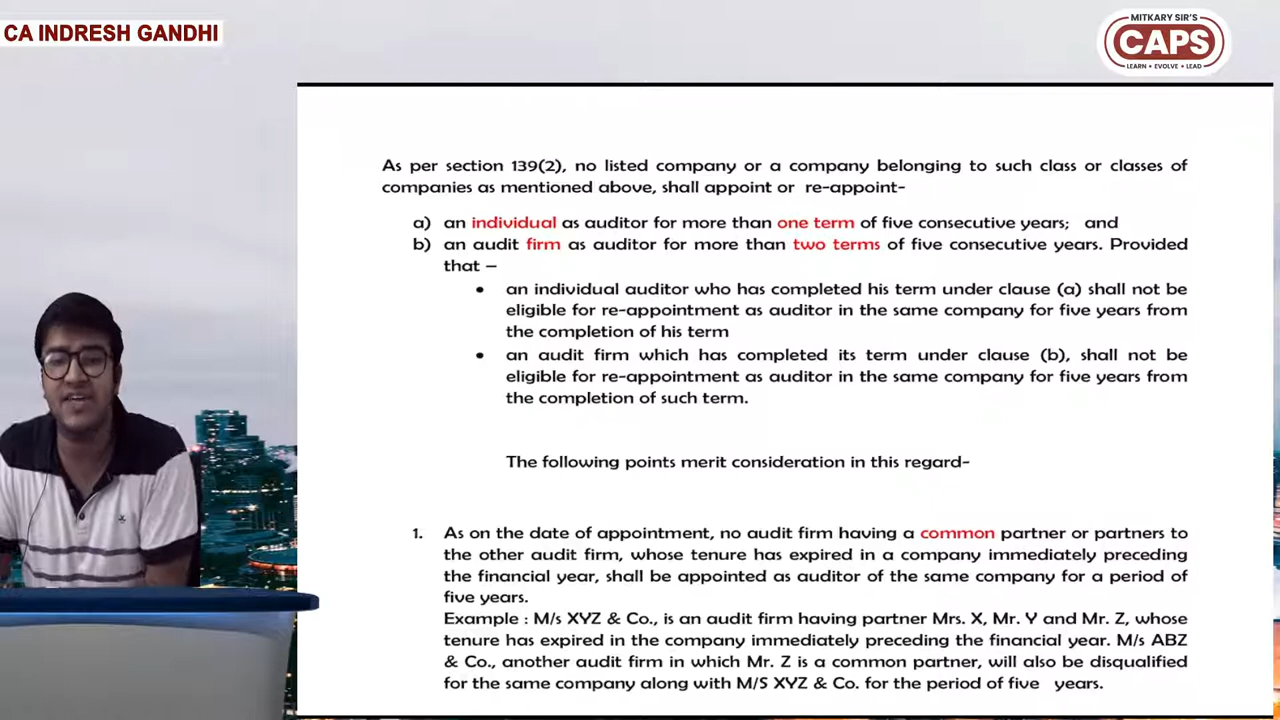 CA INDRESH GANDHI
MITKARY SIR'S
CAPS
LEARN • EVOLVE • LEAD
As per section 139(2), no listed company or a company belonging to such class or classes of
companies as mentioned above, shall appoint or re-appoint-
a) an individual as auditor for more than one term of five consecutive years; and
b) an audit firm as auditor for more than two terms of five consecutive years. Provided
that –
• an individual auditor who has completed his term under clause (a) shall not be
eligible for re-appointment as auditor in the same company for five years from
the completion of his term
• an audit firm which has completed its term under clause (b), shall not be
eligible for re-appointment as auditor in the same company for five years from
the completion of such term.
The following points merit consideration in this regard-
1. As on the date of appointment, no audit firm having a common partner or partners to
the other audit firm, whose tenure has expired in a company immediately preceding
the financial year, shall be appointed as auditor of the same company for a period of
five years.
Example : M/s XYZ & Co., is an audit firm having partner Mrs. X, Mr. Y and Mr. Z, whose
tenure has expired in the company immediately preceding the financial year. M/s ABZ
& Co., another audit firm in which Mr. Z is a common partner, will also be disqualified
for the same company along with M/S XYZ & Co. for the period of five years.